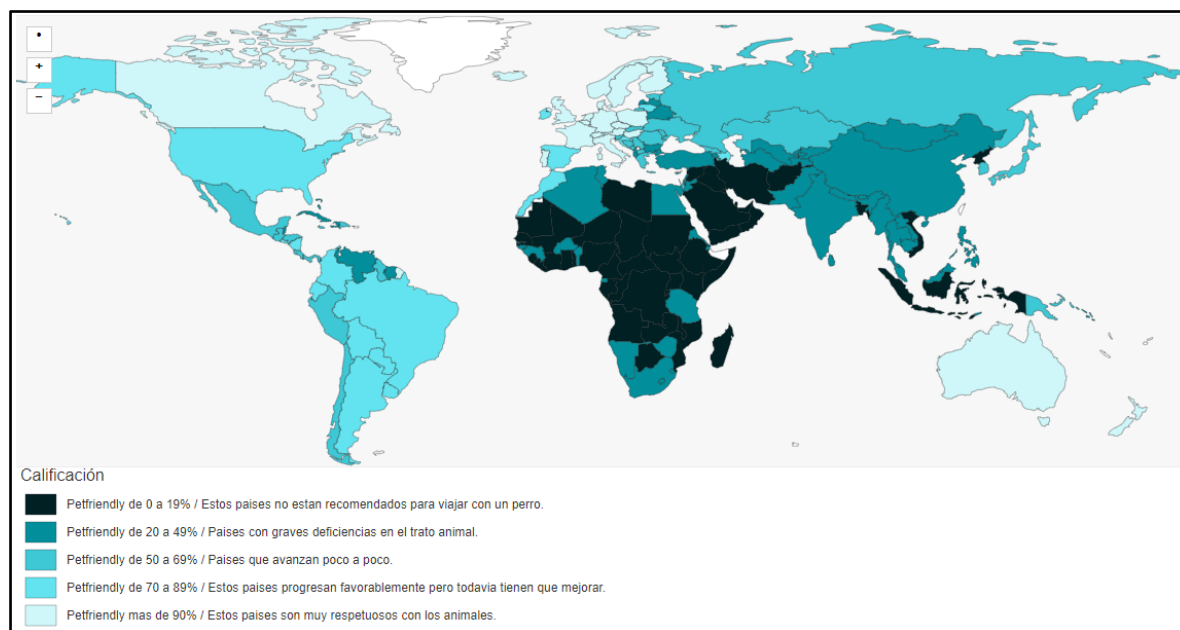 •
+
−
Calificación
Petfriendly de 0 a 19% / Estos paises no estan recomendados para viajar con un perro.
Petfriendly de 20 a 49% / Paises con graves deficiencias en el trato animal.
Petfriendly de 50 a 69% / Paises que avanzan poco a poco.
Petfriendly de 70 a 89% / Estos paises progresan favorablemente pero todavia tienen que mejorar.
Petfriendly mas de 90% / Estos paises son muy respetuosos con los animales.